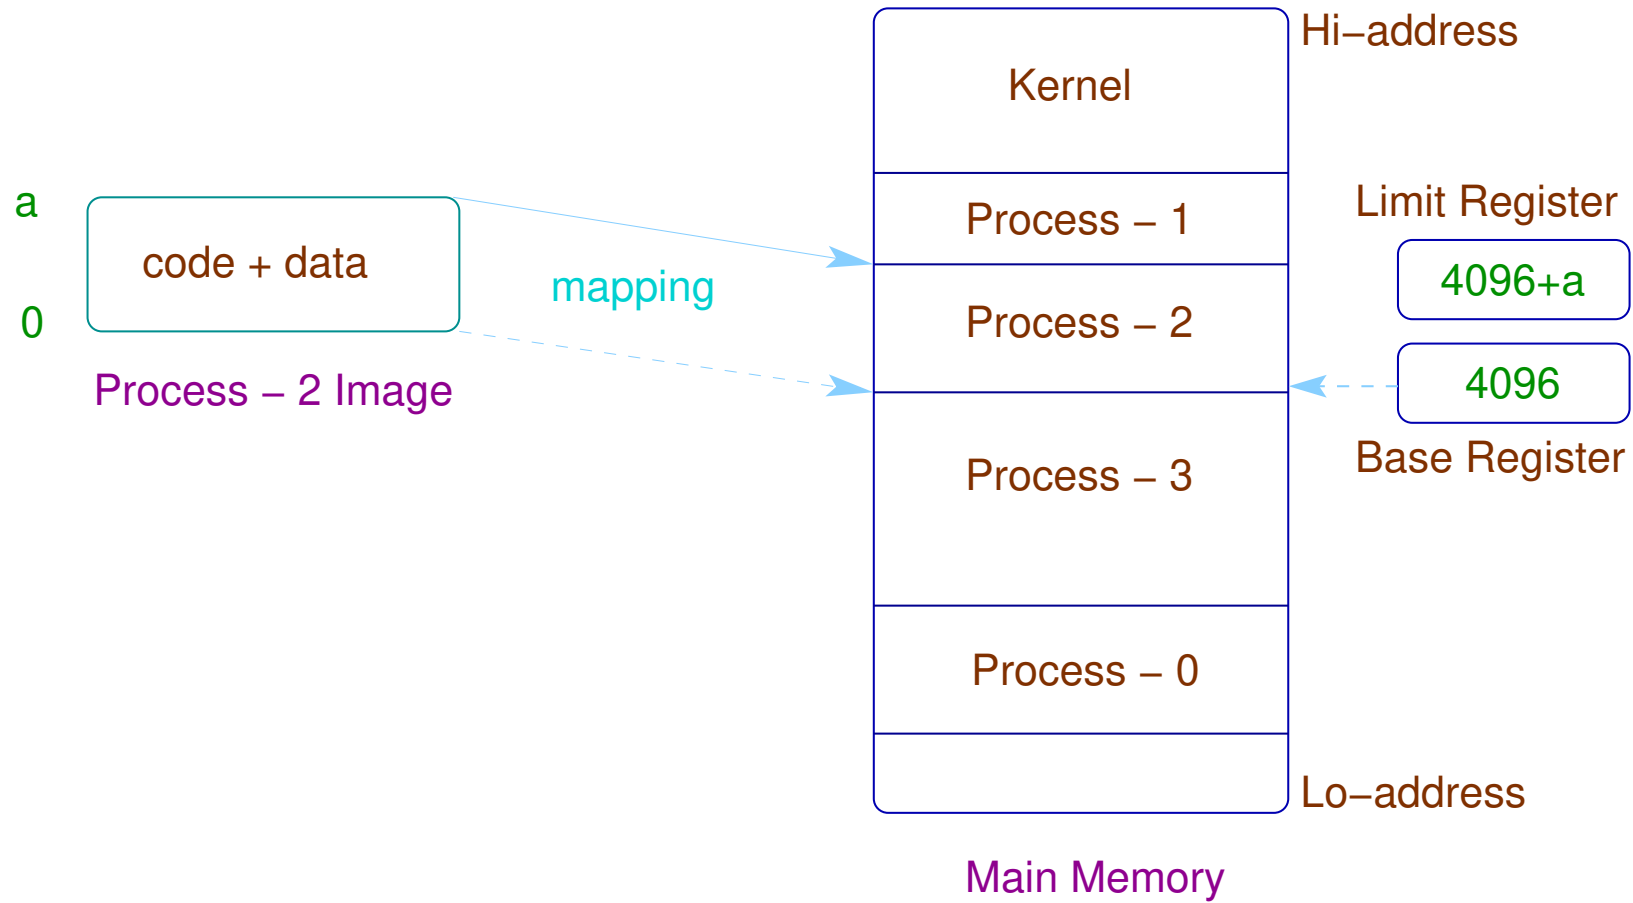 Hi−address
Kernel
a
Limit Register
Process − 1
code + data
4096+a
mapping
0
Process − 2
4096
Process − 2 Image
Base Register
Process − 3
Process − 0
Lo−address
Main Memory